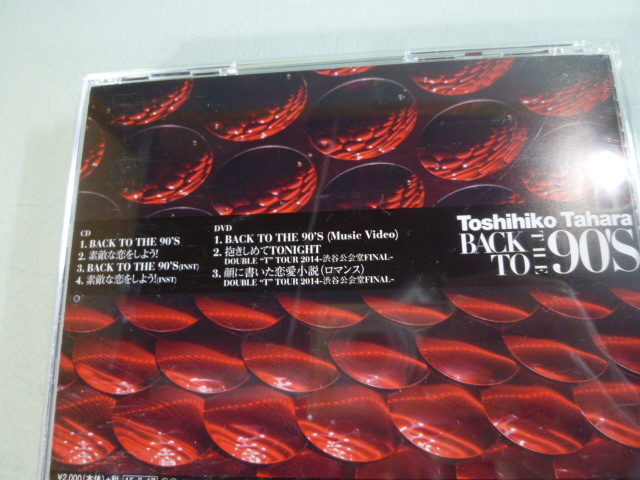 CD
1. BACK TO THE 90'S
2. 素敵な恋をしよう!
3. BACK TO THE 90'S(INST)
4. 素敵な恋をしよう!(INST)
DVD
1. BACK TO THE 90'S (Music Video)
2. 抱きしめてTONIGHT
DOUBLE "T" TOUR 2014-渋谷公会堂FINAL-
3. 顔に書いた恋愛小説(ロマンス)
DOUBLE "T" TOUR 2014-渋谷公会堂FINAL-
Toshihiko Tahara
BACK TO THE 90'S
¥2,000(本体)+税